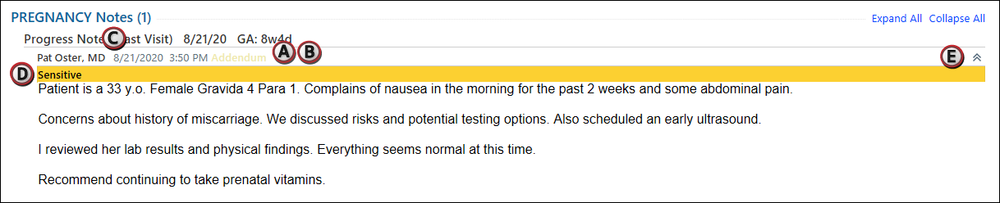 PREGNANCY Notes (1) Expand All Collapse All
Progress Note C ast Visit) 8/21/20 GA: 8w4d
Pat Oster, MD 8/21/2020 3:50 PM Addendum A B E
D Sensitive
Patient is a 33 y.o. Female Gravida 4 Para 1. Complains of nausea in the morning for the past 2 weeks and some abdominal pain.
Concerns about history of miscarriage. We discussed risks and potential testing options. Also scheduled an early ultrasound.
I reviewed her lab results and physical findings. Everything seems normal at this time.
Recommend continuing to take prenatal vitamins.